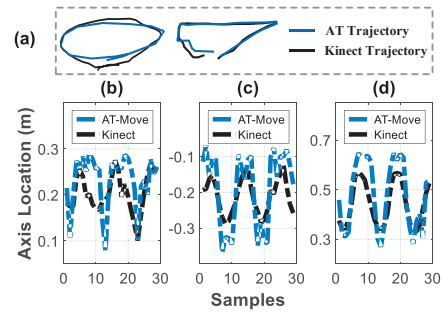 (a)
AT Trajectory
Kinect Trajectory
(b) (c) (d)
Axis Location (m)
AT-Move
Kinect
0.3
0.2
0.1
0 10 20 30
AT-Move
Kinect
-0.1
-0.3
0 10 20 30
AT-Move
Kinect
0.7
0.5
0.3
0 10 20 30
Samples